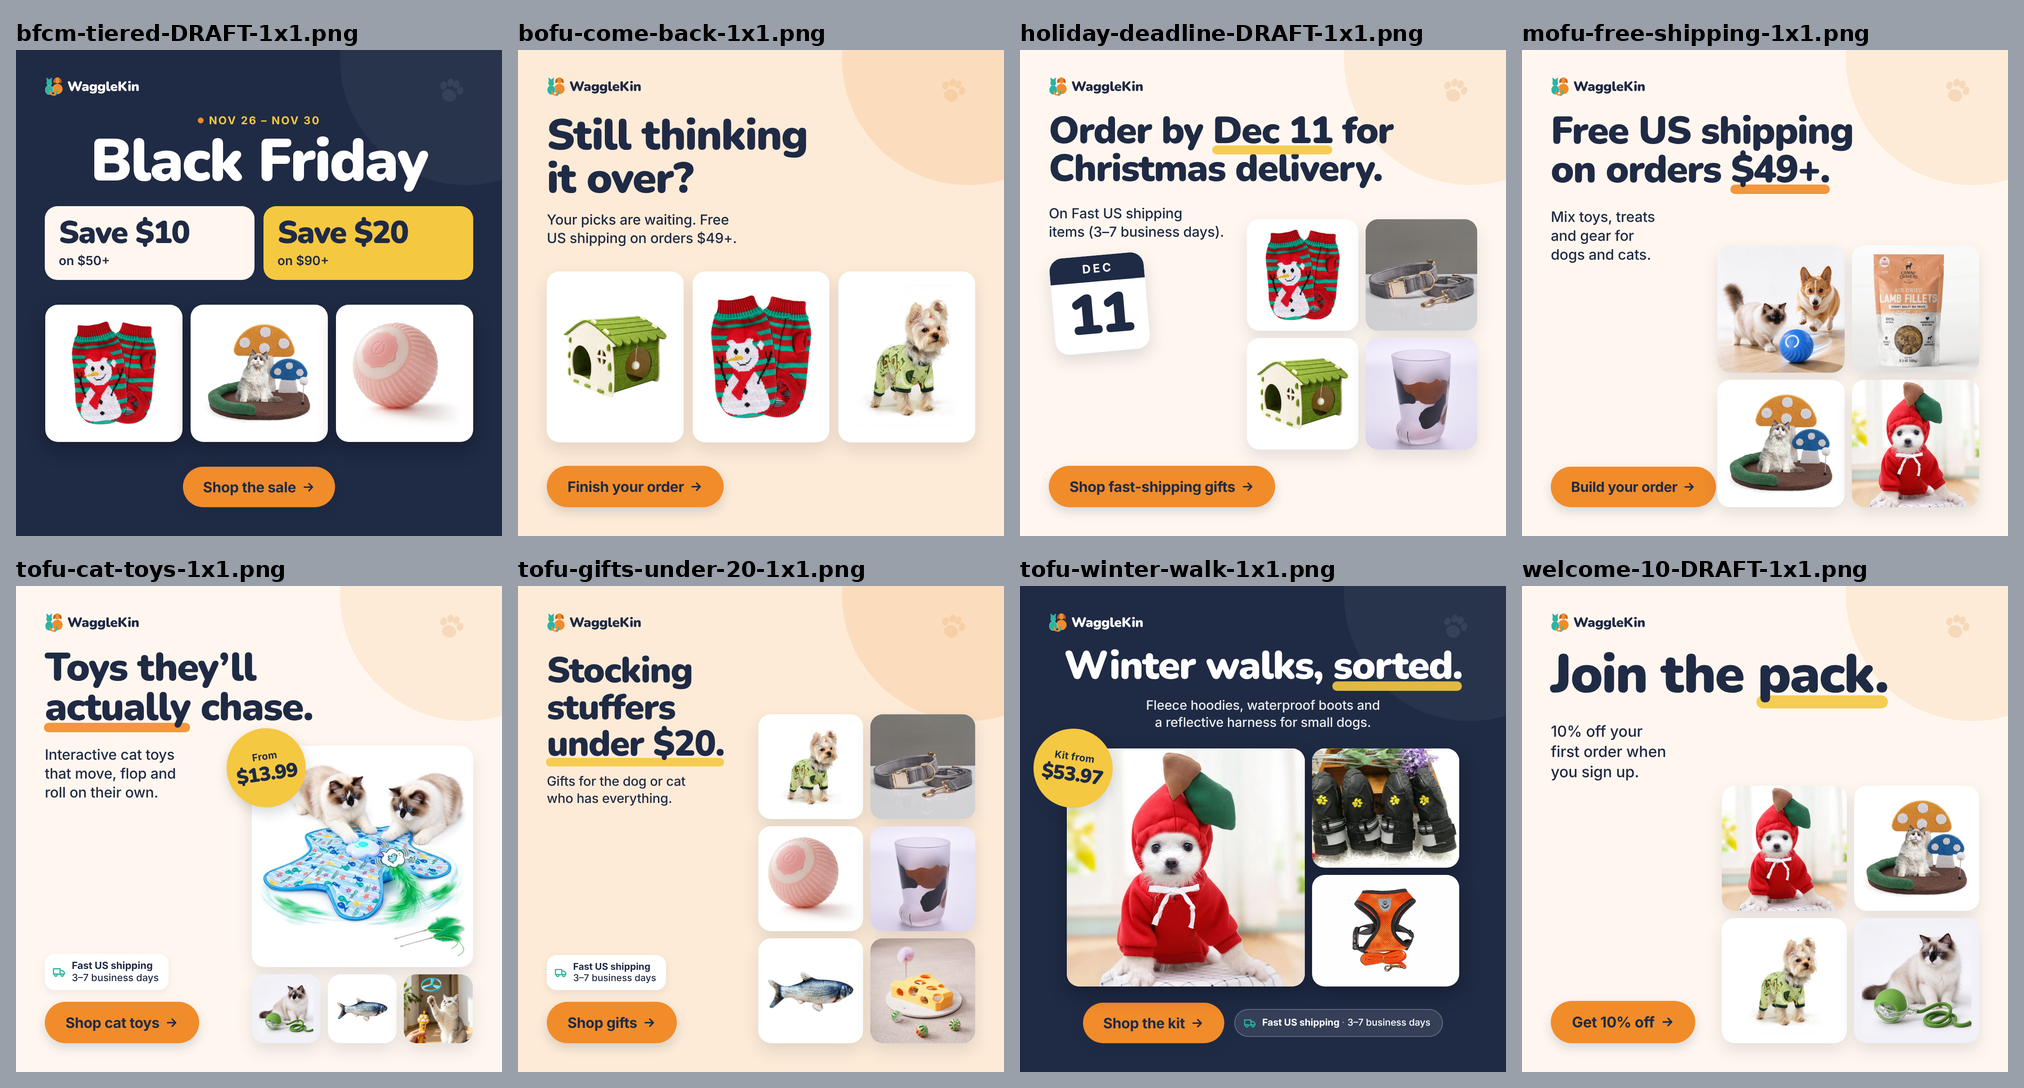 bfcm-tiered-DRAFT-1x1.png
WaggleKin
NOV 26 – NOV 30
Black Friday
Save $10
on $50+
Save $20
on $90+
Shop the sale →
bofu-come-back-1x1.png
WaggleKin
Still thinking
it over?
Your picks are waiting. Free
US shipping on orders $49+.
Finish your order →
holiday-deadline-DRAFT-1x1.png
WaggleKin
Order by Dec 11 for
Christmas delivery.
On Fast US shipping
items (3–7 business days).
DEC
11
Shop fast-shipping gifts →
mofu-free-shipping-1x1.png
WaggleKin
Free US shipping
on orders $49+.
Mix toys, treats
and gear for
dogs and cats.
AIR DRIED
LAMB FILLETS
Build your order →
tofu-cat-toys-1x1.png
WaggleKin
Toys they’ll
actually chase.
Interactive cat toys
that move, flop and
roll on their own.
From
$13.99
Fast US shipping
3–7 business days
Shop cat toys →
tofu-gifts-under-20-1x1.png
WaggleKin
Stocking
stuffers
under $20.
Gifts for the dog or cat
who has everything.
Fast US shipping
3–7 business days
Shop gifts →
tofu-winter-walk-1x1.png
WaggleKin
Winter walks, sorted.
Fleece hoodies, waterproof boots and
a reflective harness for small dogs.
Kit from
$53.97
Shop the kit →
Fast US shipping · 3–7 business days
welcome-10-DRAFT-1x1.png
WaggleKin
Join the pack.
10% off your
first order when
you sign up.
Get 10% off →